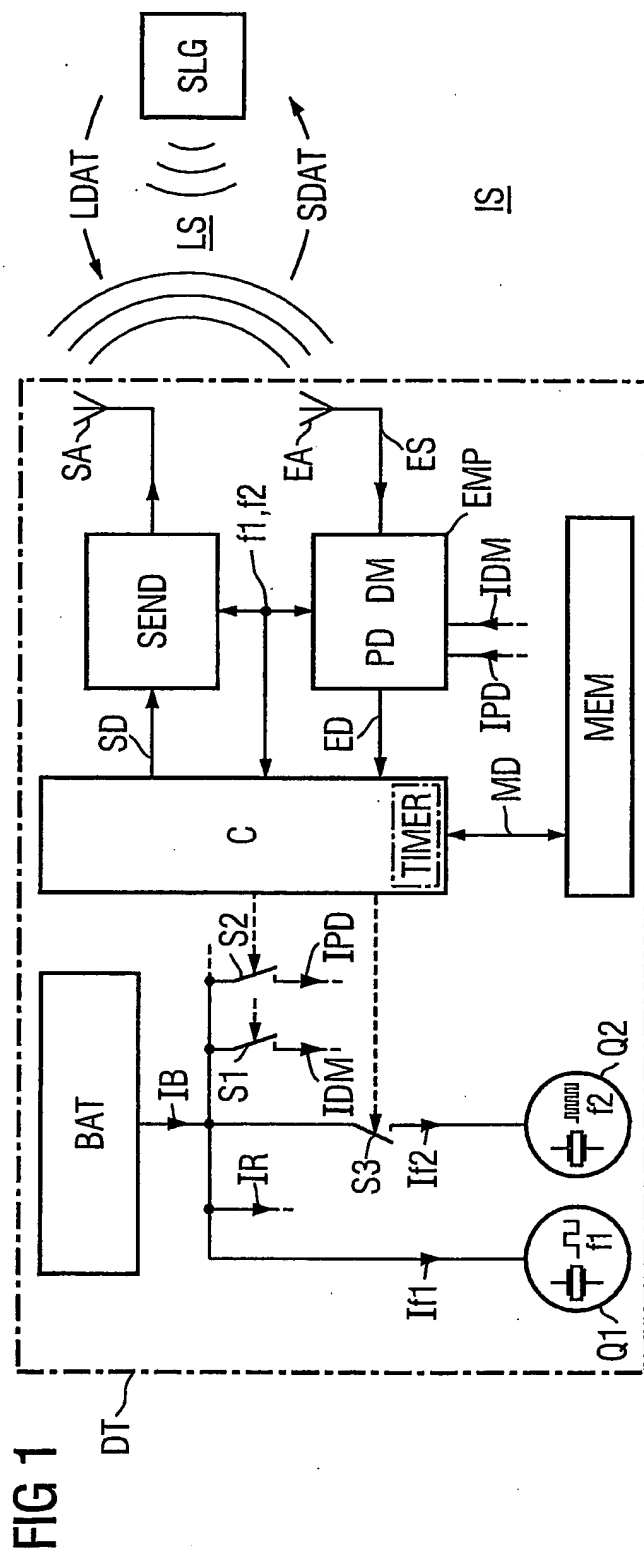 FIG 1
DT
BAT
IB
IR
If1
Q1
f1
If2
S3
Q2
f2
S1
IDM
S2
IPD
C
TIMER
SD
SEND
SA
f1,f2
ED
PD DM
EMP
EA
ES
IPD
IDM
MD
MEM
LDAT
LS
SDAT
SLG
IS